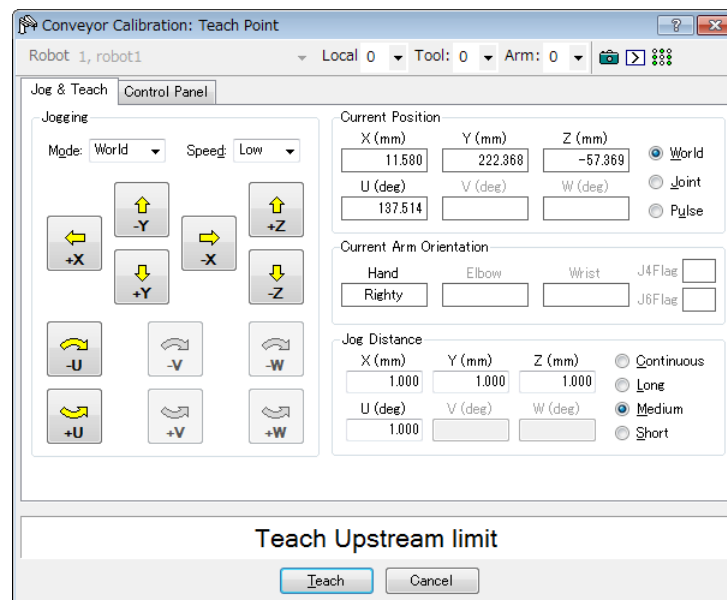 Conveyor Calibration: Teach Point
Robot 1, robot1 Local 0 Tool: 0 Arm: 0
Jog & Teach Control Panel
Jogging
Mode: World Speed: Low
-Y
+Z
+X
-X
+Y
-Z
-U -V -W
+U +V +W
Current Position
X (mm) Y (mm) Z (mm)
11.580 222.368 -57.369
U (deg) V (deg) W (deg)
137.514
World
Joint
Pulse
Current Arm Orientation
Hand Elbow Wrist J4Flag
Righty J6Flag
Jog Distance
X (mm) Y (mm) Z (mm)
1.000 1.000 1.000
U (deg) V (deg) W (deg)
1.000
Continuous
Long
Medium
Short
Teach Upstream limit
Teach Cancel